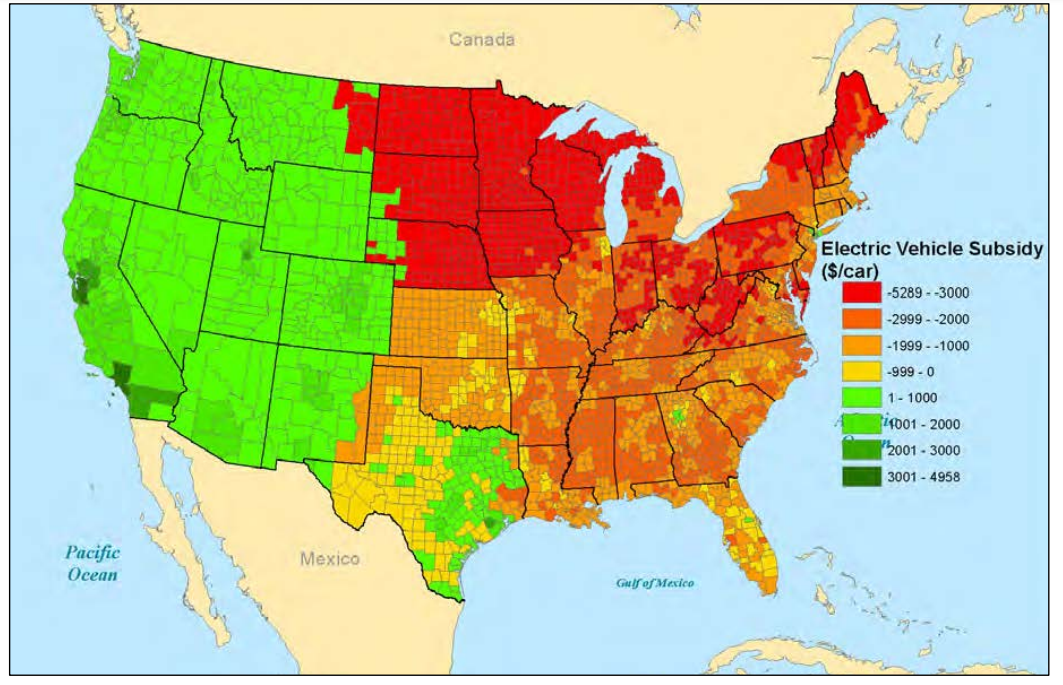 Canada
Electric Vehicle Subsidy
($/car)
-5289 - -3000
-2999 - -2000
-1999 - -1000
-999 - 0
1 - 1000
1001 - 2000
2001 - 3000
3001 - 4958
Pacific
Ocean
Mexico
Gulf of Mexico